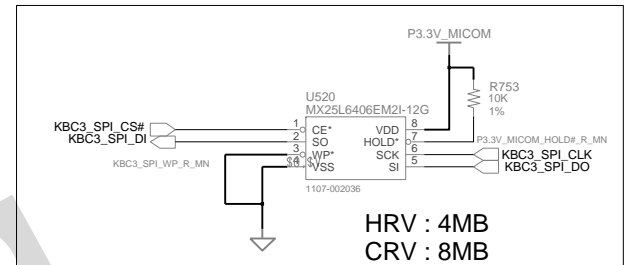 P3.3V_MICOM
R753
10K
1%
U520
MX25L6406EM2I-12G
KBC3_SPI_CS# 1 CE* VDD 8
KBC3_SPI_DI 2 SO HOLD* 7 P3.3V_MICOM_HOLD#_R_MN
KBC3_SPI_WP_R_MN 3 WP* SCK 6 KBC3_SPI_CLK
VSS SI 5 KBC3_SPI_DO
1107-002036
HRV : 4MB
CRV : 8MB